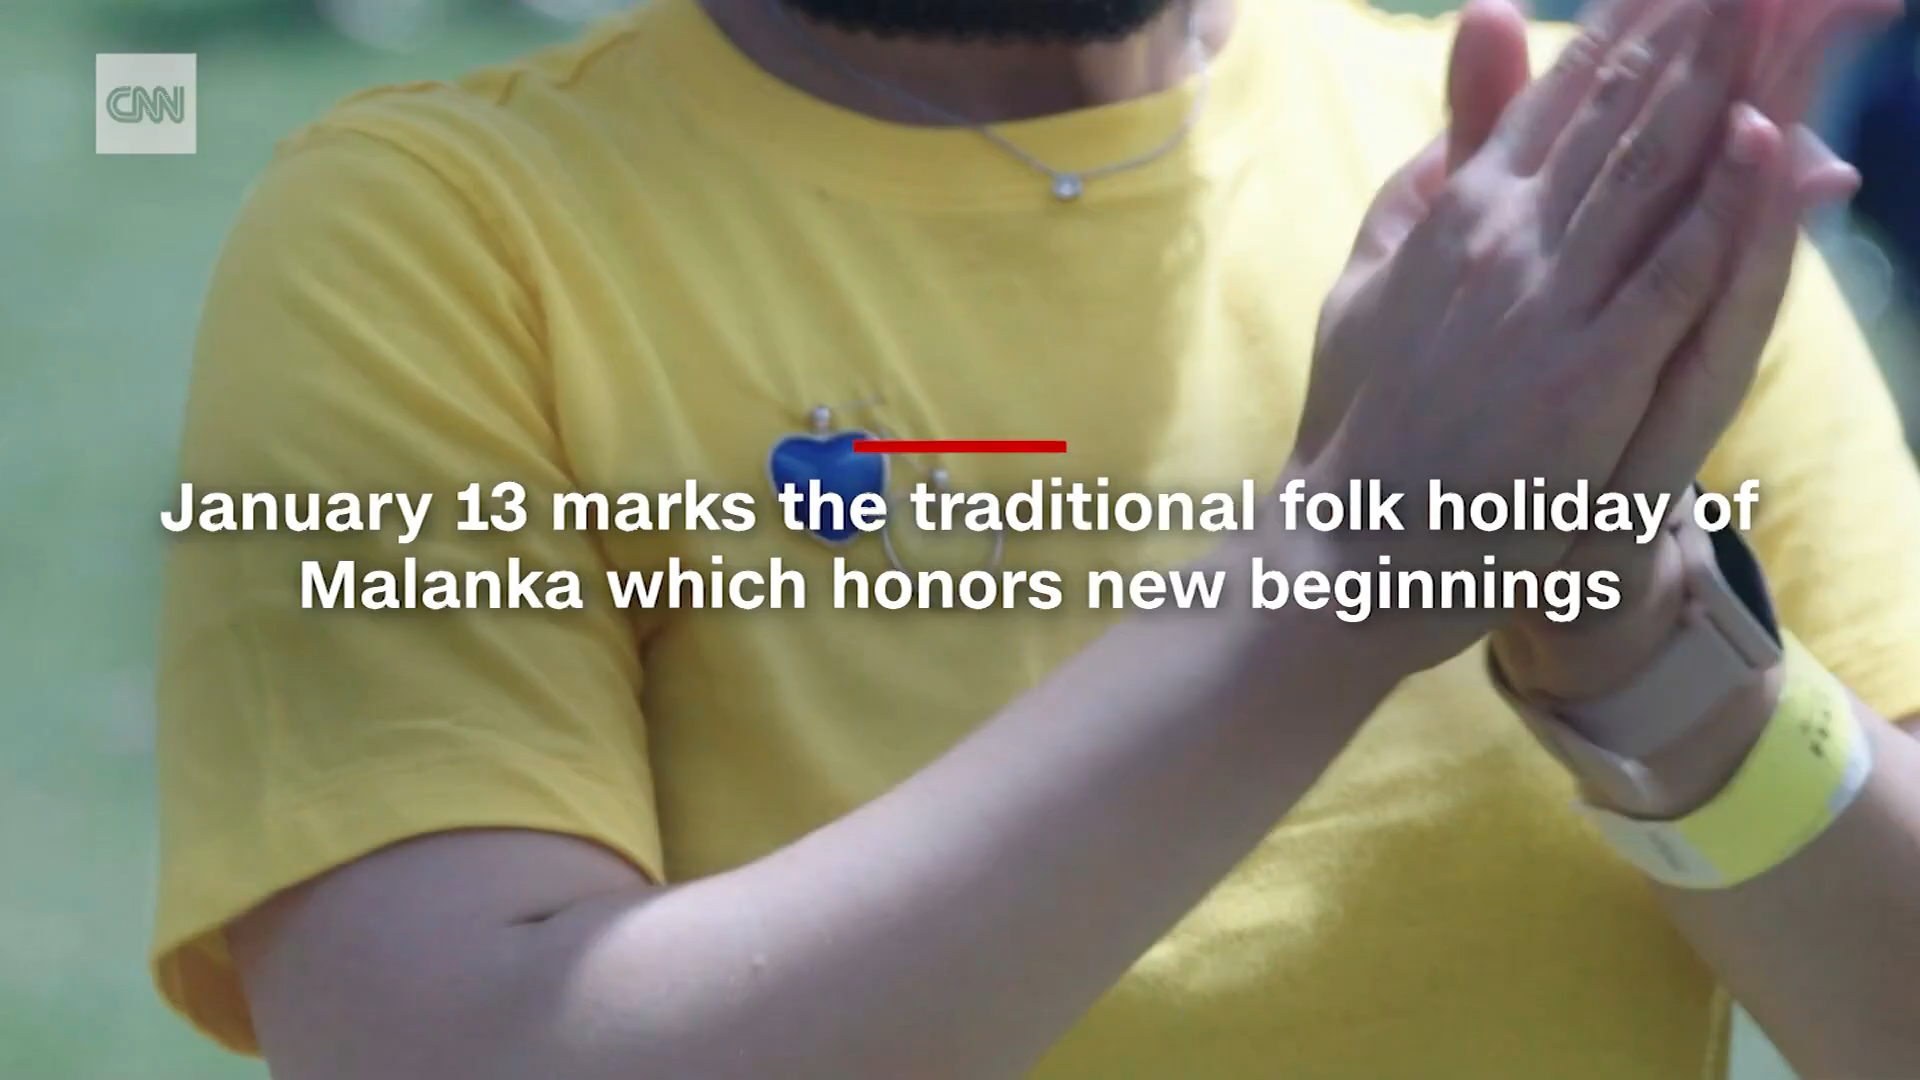 CNN
January 13 marks the traditional folk holiday of
Malanka which honors new beginnings